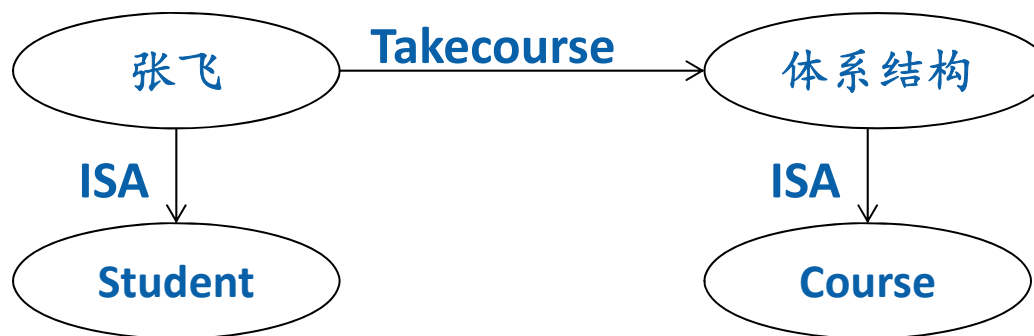 张飞
Takecourse
体系结构
ISA
ISA
Student
Course